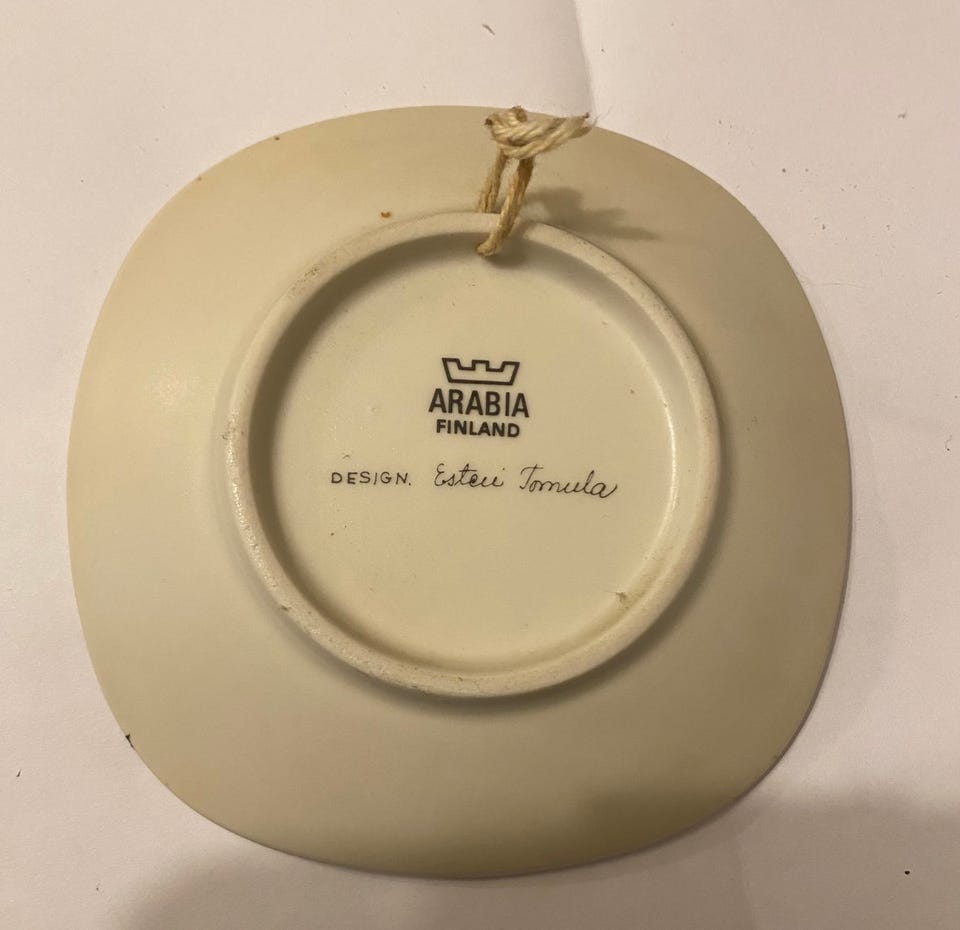 ARABIA
FINLAND
DESIGN. Esteri Tomula